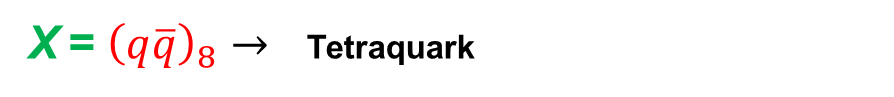 X = (qq̄)₈ → Tetraquark